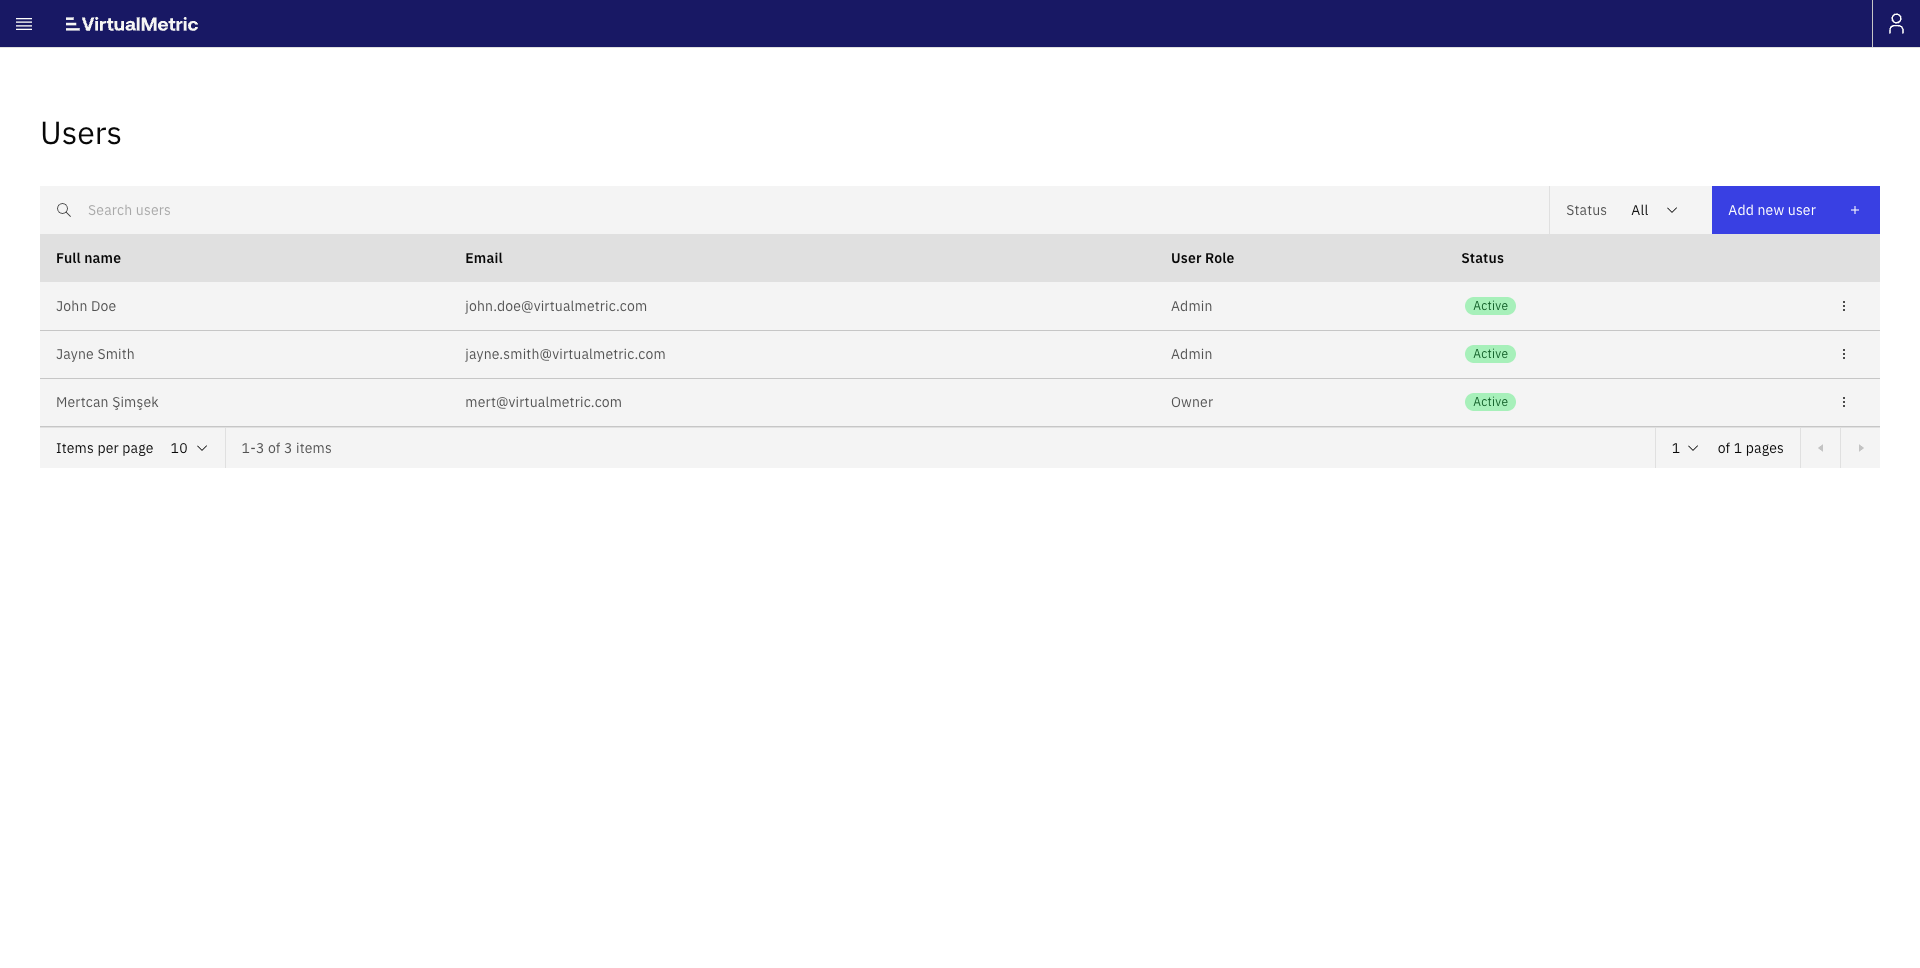 VirtualMetric
Users
Search users
Status All
Add new user +
Full name Email User Role Status
John Doe john.doe@virtualmetric.com Admin Active
Jayne Smith jayne.smith@virtualmetric.com Admin Active
Mertcan Şimşek mert@virtualmetric.com Owner Active
Items per page 10 1-3 of 3 items 1 of 1 pages